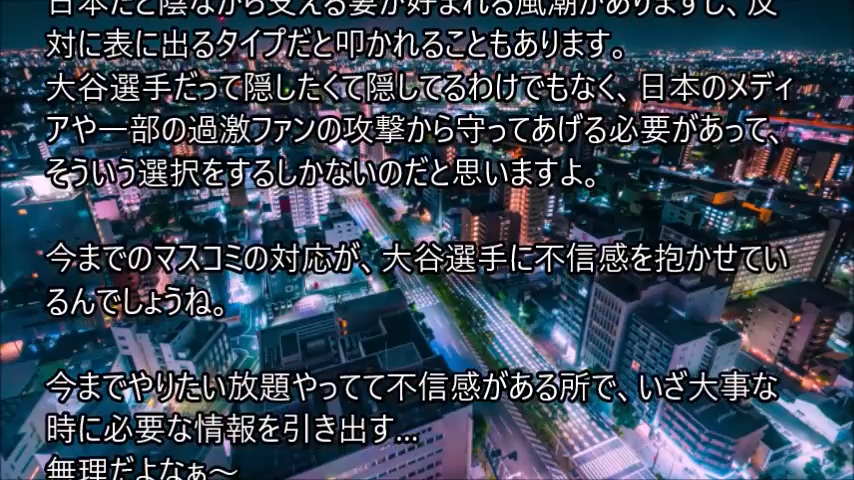 日本だと陰ながら支える妻が好まれる風潮がありますし、反
対に表に出るタイプだと叩かれることもあります。
大谷選手だって隠したくて隠してるわけでもなく、日本のメディ
アや一部の過激ファンの攻撃から守ってあげる必要があって、
そういう選択をするしかないのだと思いますよ。
今までのマスコミの対応が、大谷選手に不信感を抱かせてい
るんでしょうね。
今までやりたい放題やってて不信感がある所で、いざ大事な
時に必要な情報を引き出す...
無理だよなぁ～